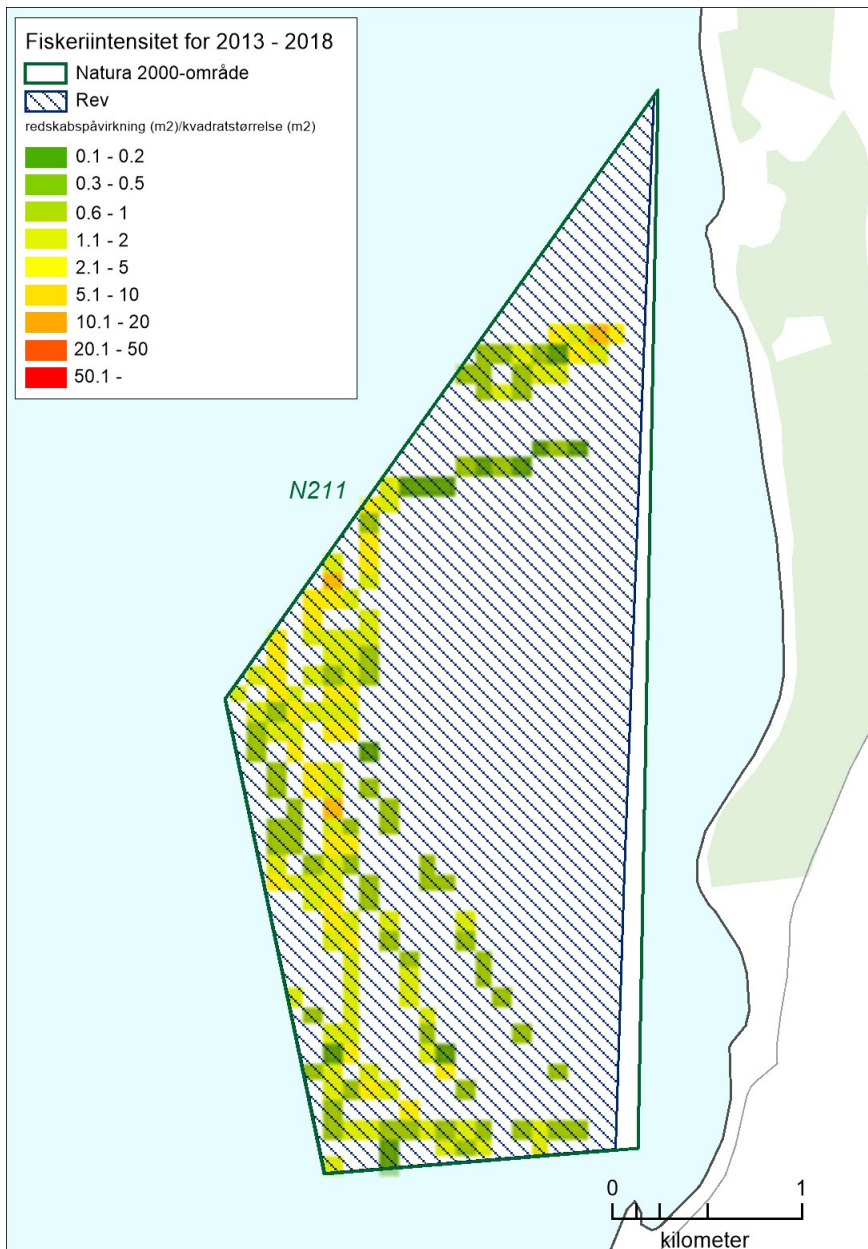 Fiskeriintensitet for 2013 - 2018
Natura 2000-område
Rev
redskabspåvirkning (m2)/kvadratstørrelse (m2)
0.1 - 0.2
0.3 - 0.5
0.6 - 1
1.1 - 2
2.1 - 5
5.1 - 10
10.1 - 20
20.1 - 50
50.1 -
N211
0 1
kilometer